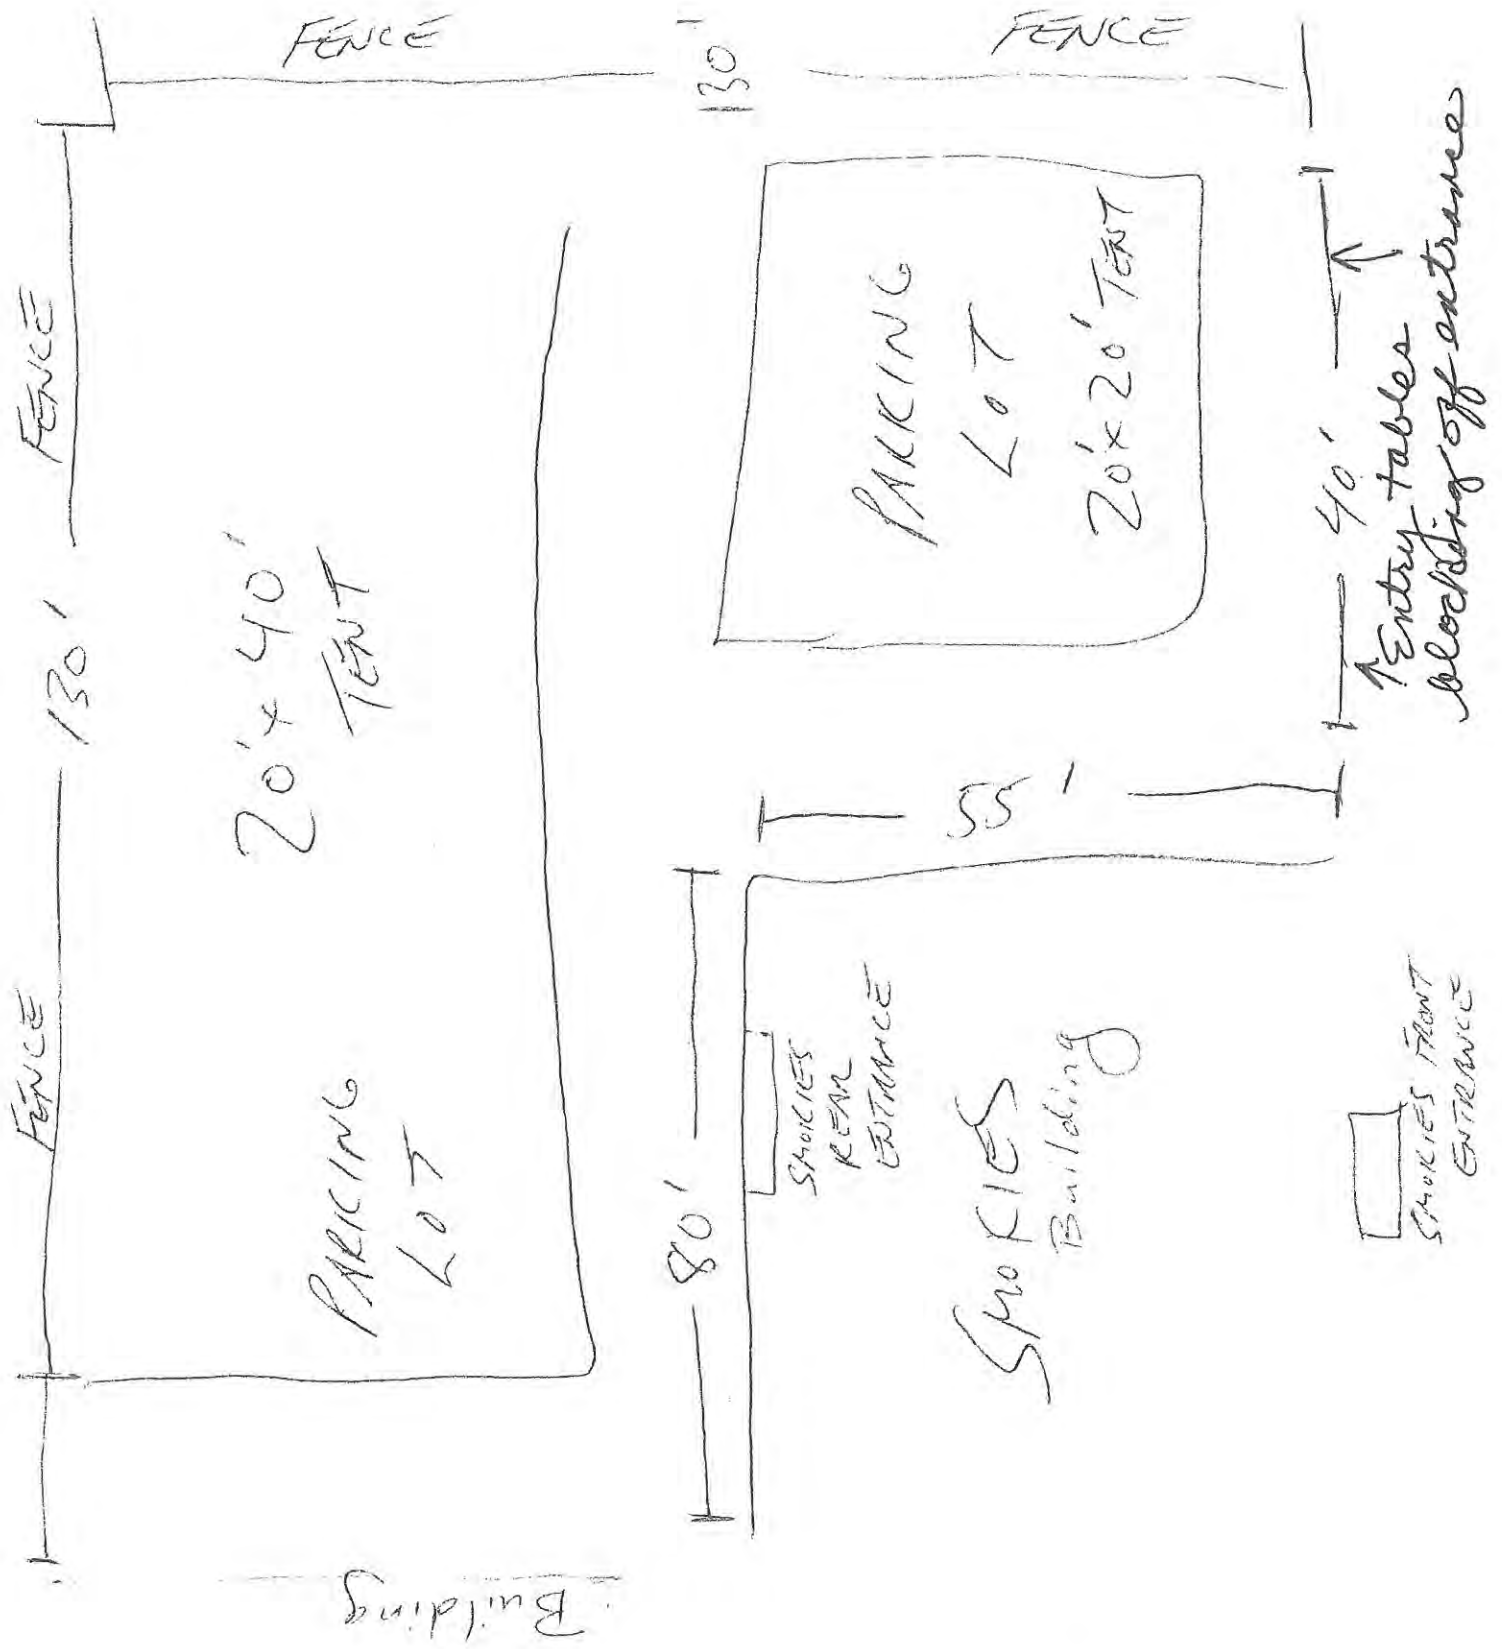 Building
FENCE
130'
FENCE
PARKING
LOT
20' x 40'
TENT
FENCE
80'
130'
SMOKIES
REAR
ENTRANCE
SMOKIES
Building
55'
PARKING
LOT
20' x 20' TENT
FENCE
SMOKIES FRONT
ENTRANCE
40'
Entry tables
blocking off entrance